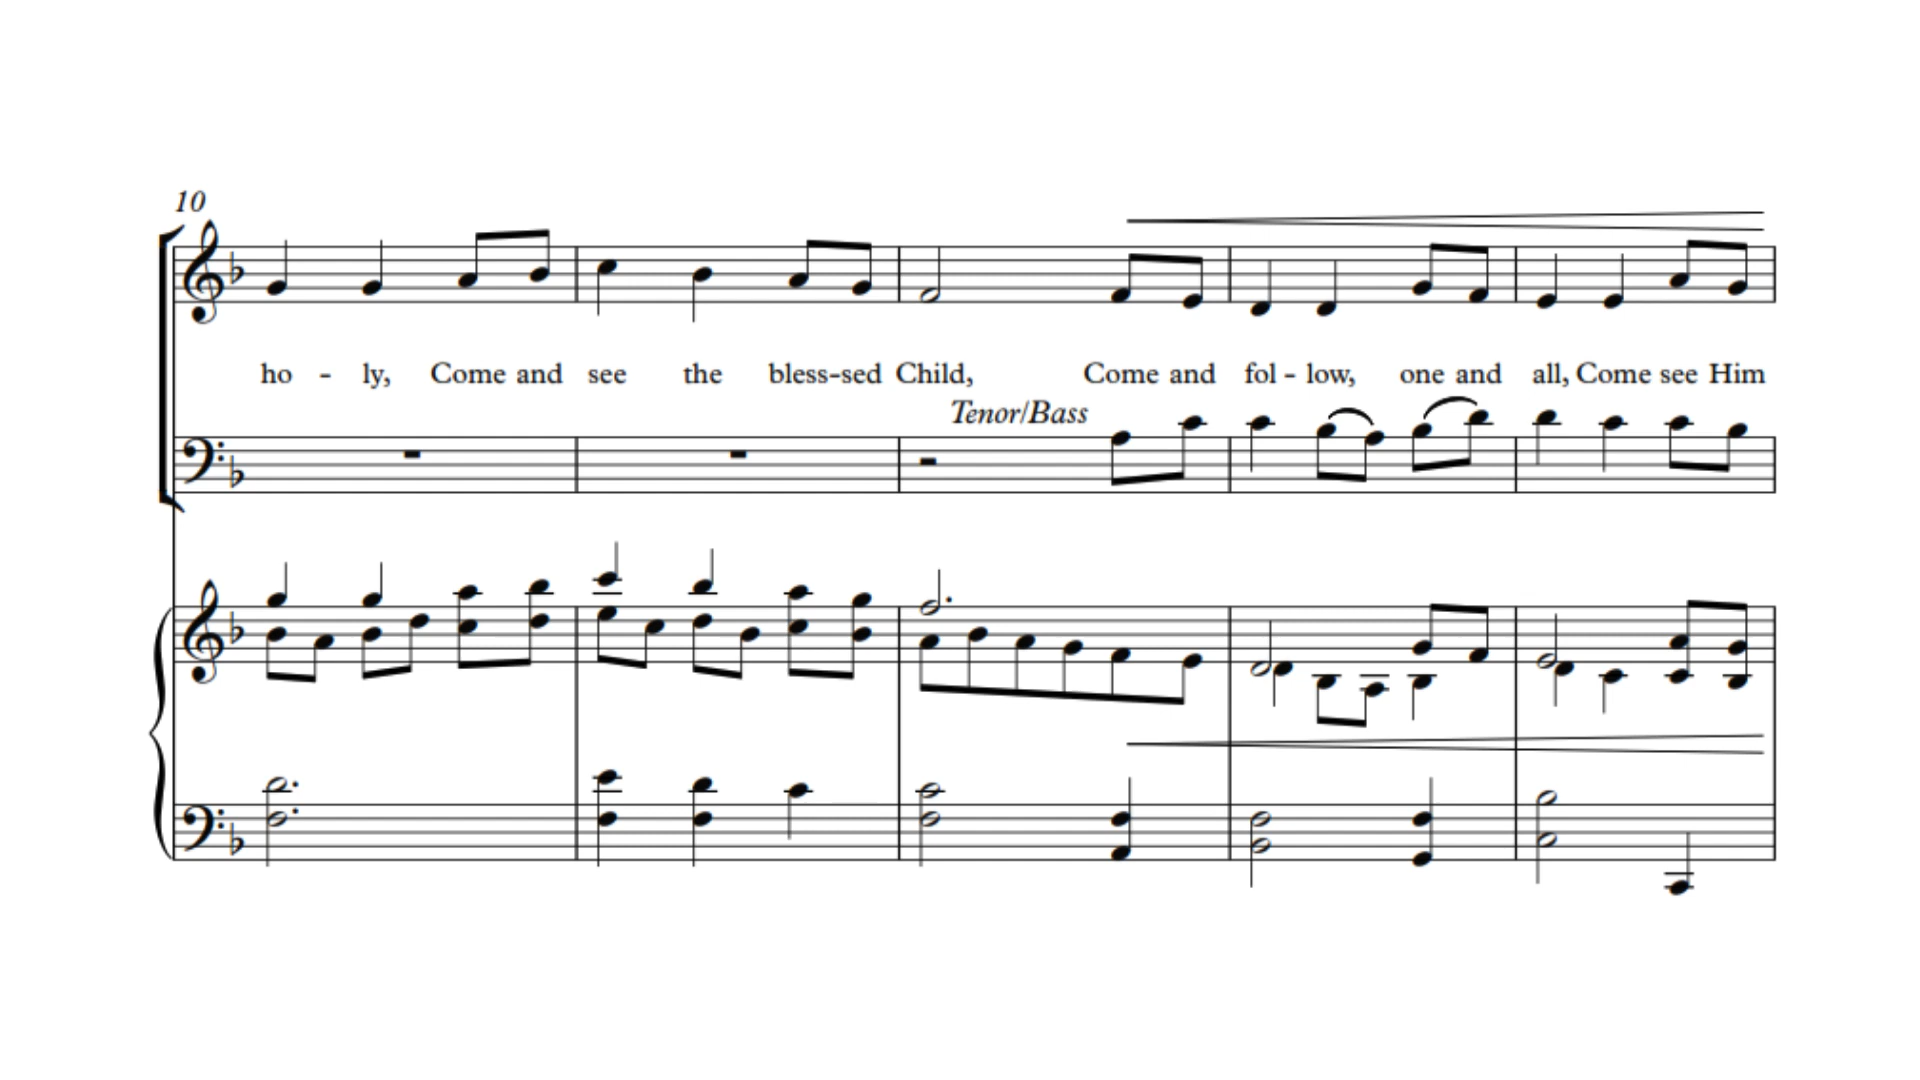 10
ho - ly, Come and see the bless-sed Child, Come and fol - low, one and all, Come see Him
Tenor/Bass